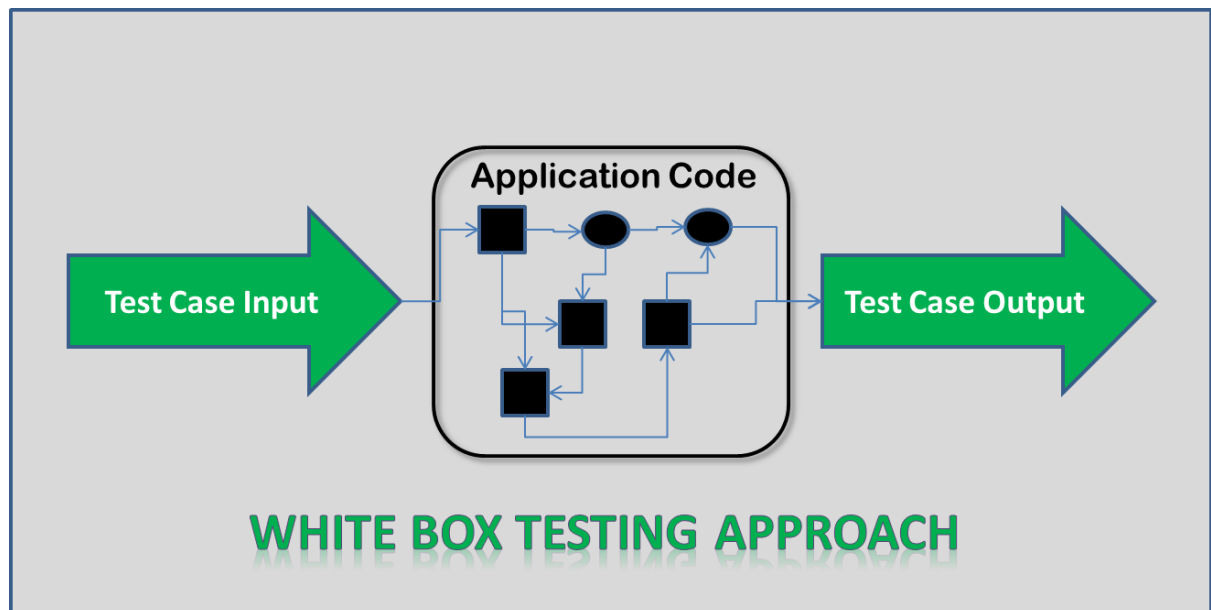 Application Code
Test Case Input
Test Case Output
WHITE BOX TESTING APPROACH